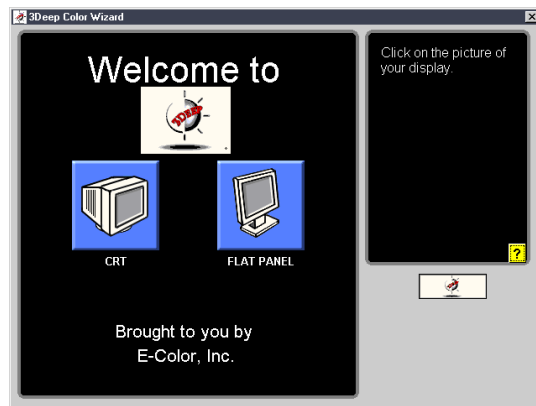 3Deep Color Wizard
Welcome to
3DEEP
CRT
FLAT PANEL
Brought to you by
E-Color, Inc.
Click on the picture of
your display.
?